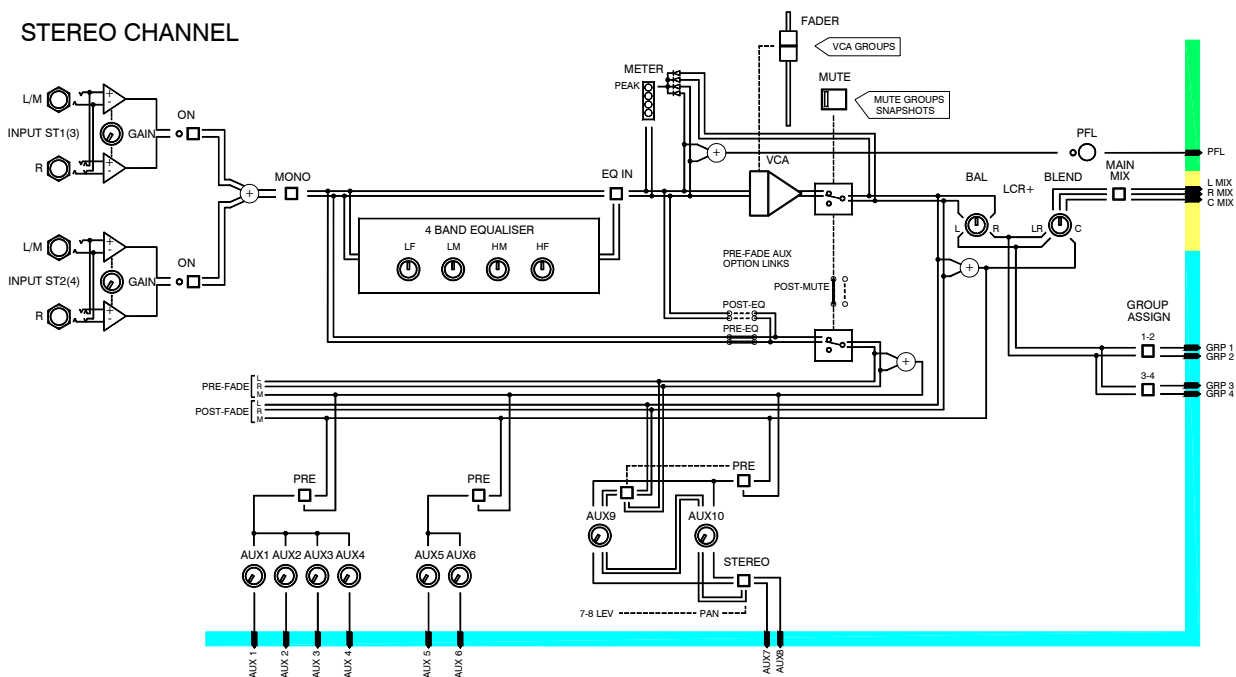 STEREO CHANNEL
FADER
VCA GROUPS
METER
PEAK
MUTE
MUTE GROUPS
SNAPSHOTS
L/M
ON
INPUT ST1(3)
GAIN
+
-
+
-
R
PFL
PFL
+
VCA
MAIN
MIX
MONO
EQ IN
BAL
LCR+
BLEND
L MIX
R MIX
C MIX
+
4 BAND EQUALISER
LF
LM
HM
HF
L
R
LR
C
L/M
ON
INPUT ST2(4)
GAIN
+
-
+
-
R
PRE-FADE AUX
OPTION LINKS
POST-MUTE
+
POST-EQ
PRE-EQ
GROUP
ASSIGN
1-2
GRP 1
GRP 2
3-4
GRP 3
GRP 4
+
PRE-FADE
L
R
M
POST-FADE
L
R
M
PRE
PRE
PRE
AUX9
AUX10
AUX1
AUX2
AUX3
AUX4
AUX5
AUX6
STEREO
7-8 LEV
PAN
AUX 1
AUX 2
AUX 3
AUX 4
AUX 5
AUX 6
AUX7
AUX8